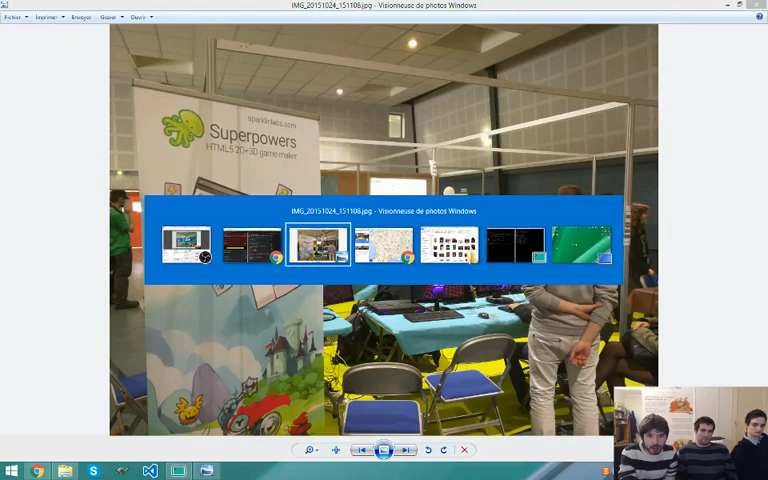 IMG_20151024_151108.jpg - Visionneuse de photos Windows
Fichier Imprimer Envoyer Graver Ouvrir
sparklinlabs.com
Superpowers
HTML5 2D+3D game maker
IMG_20151024_151108.jpg - Visionneuse de photos Windows